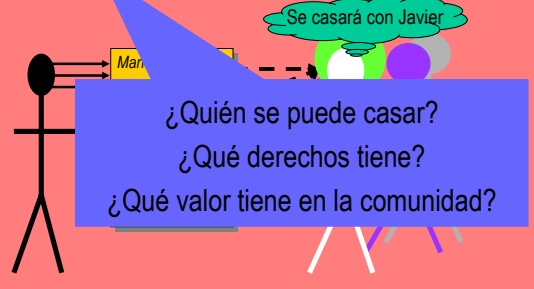 Se casará con Javier
¿Quién se puede casar?
¿Qué derechos tiene?
¿Qué valor tiene en la comunidad?